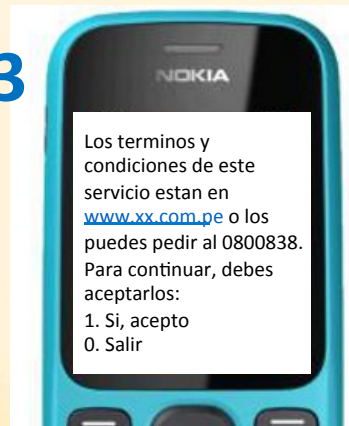 3
NOKIA
Los terminos y
condiciones de este
servicio estan en
www.xx.com.pe o los
puedes pedir al 0800838.
Para continuar, debes
aceptarlos:
1. Si, acepto
0. Salir